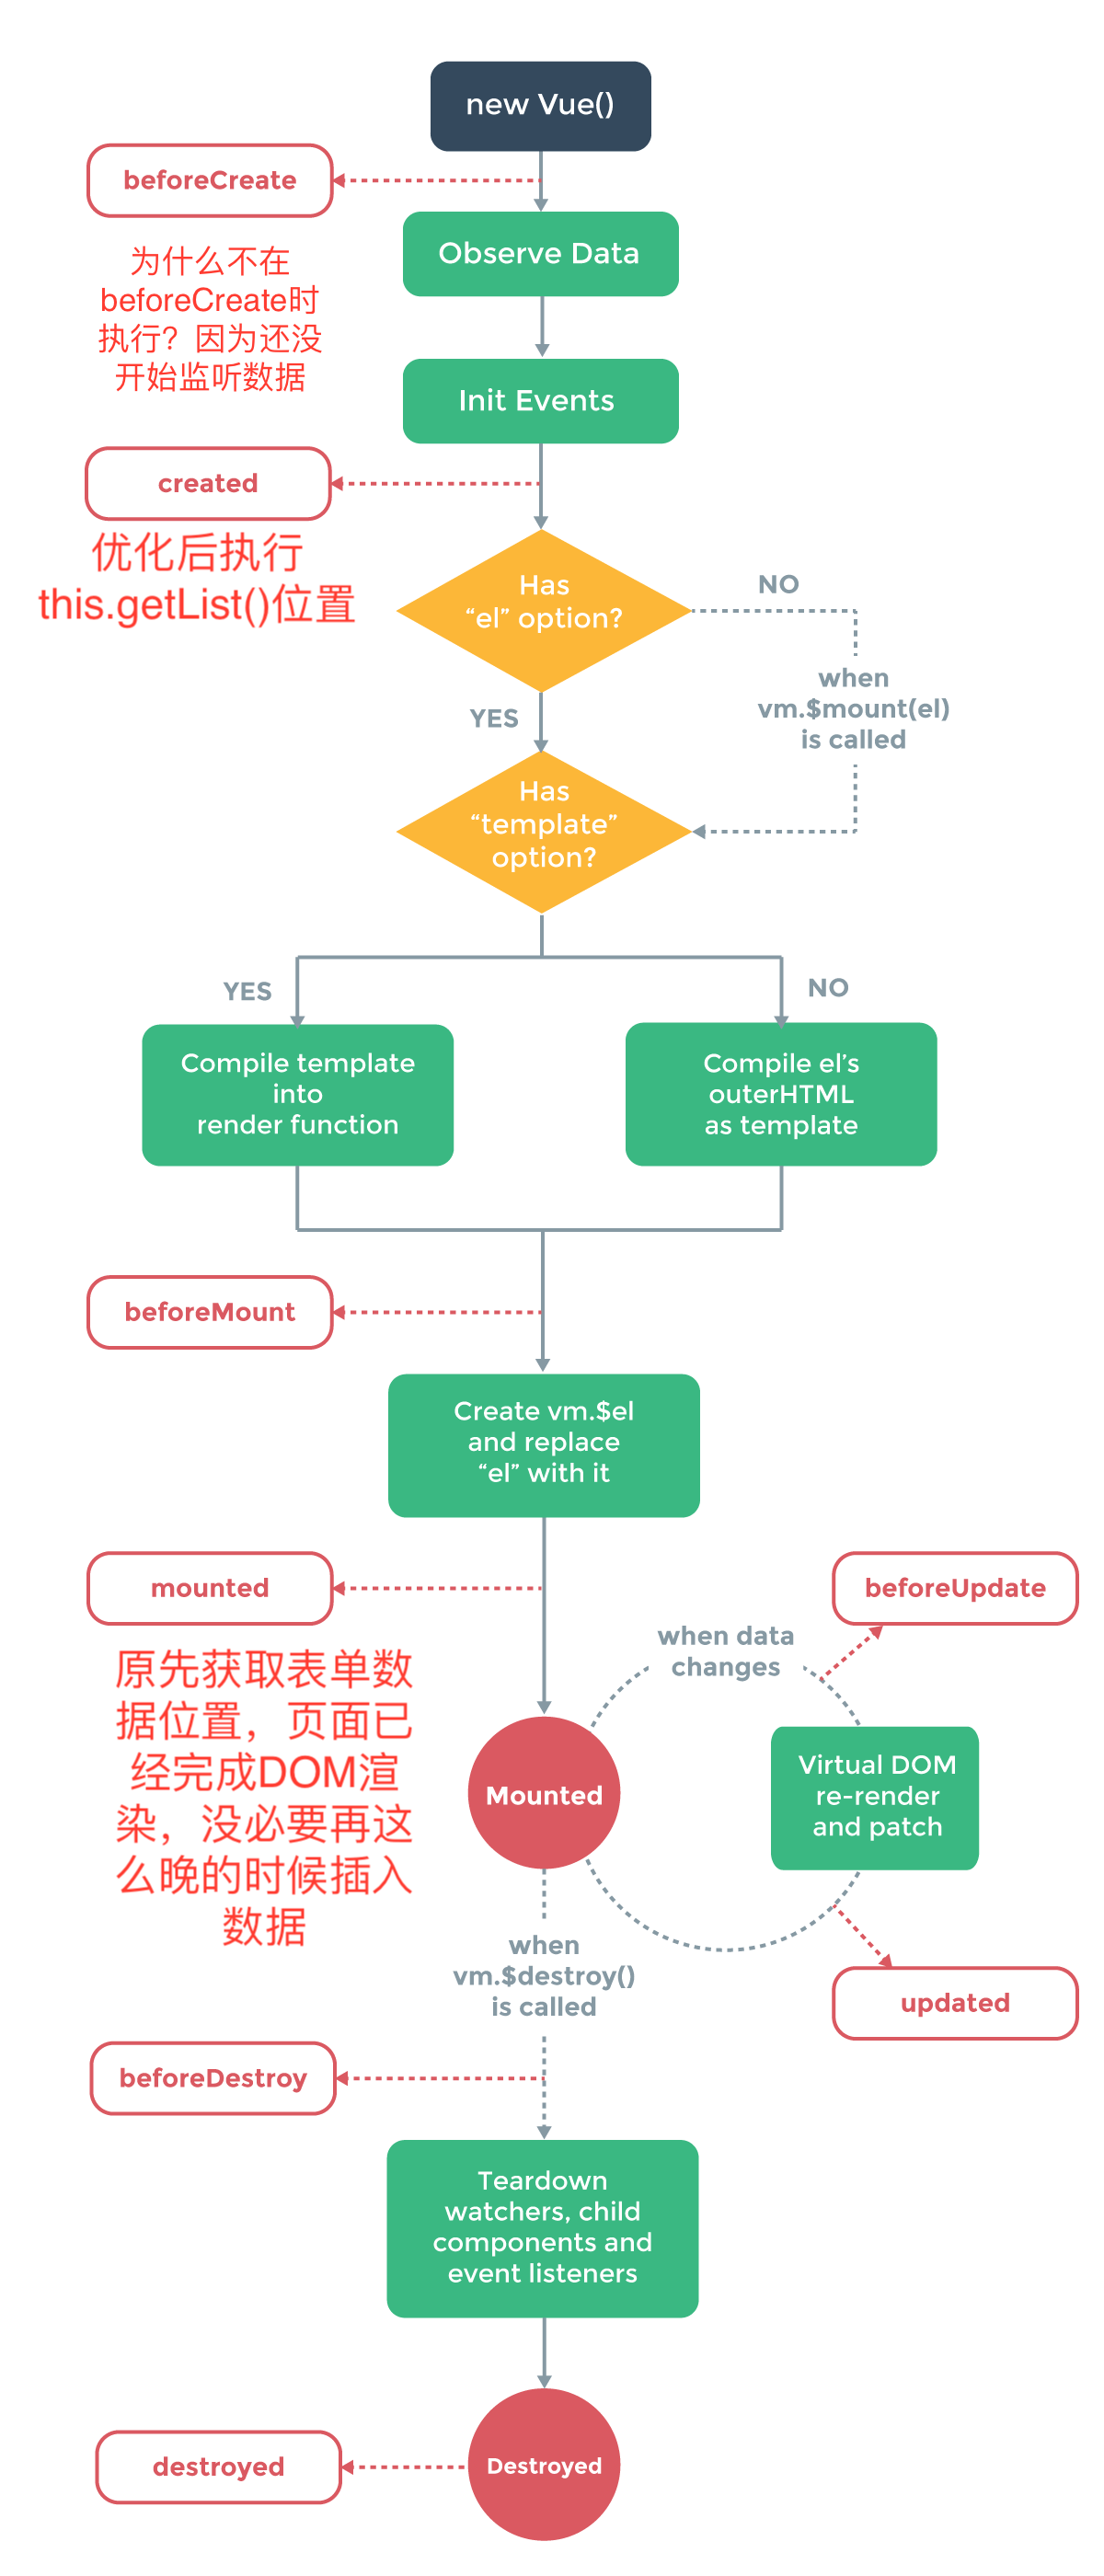 new Vue()
beforeCreate
Observe Data
为什么不在
beforeCreate时
执行？因为还没
开始监听数据
Init Events
created
优化后执行
this.getList()位置
Has
“el” option?
NO
when
vm.$mount(el)
is called
YES
Has
“template”
option?
YES
NO
Compile template
into
render function
Compile el’s
outerHTML
as template
beforeMount
Create vm.$el
and replace
“el” with it
mounted
beforeUpdate
when data
changes
原先获取表单数
据位置，页面已
经完成DOM渲
染，没必要再这
么晚的时候插入
数据
Mounted
Virtual DOM
re-render
and patch
when
vm.$destroy()
is called
updated
beforeDestroy
Teardown
watchers, child
components and
event listeners
destroyed
Destroyed